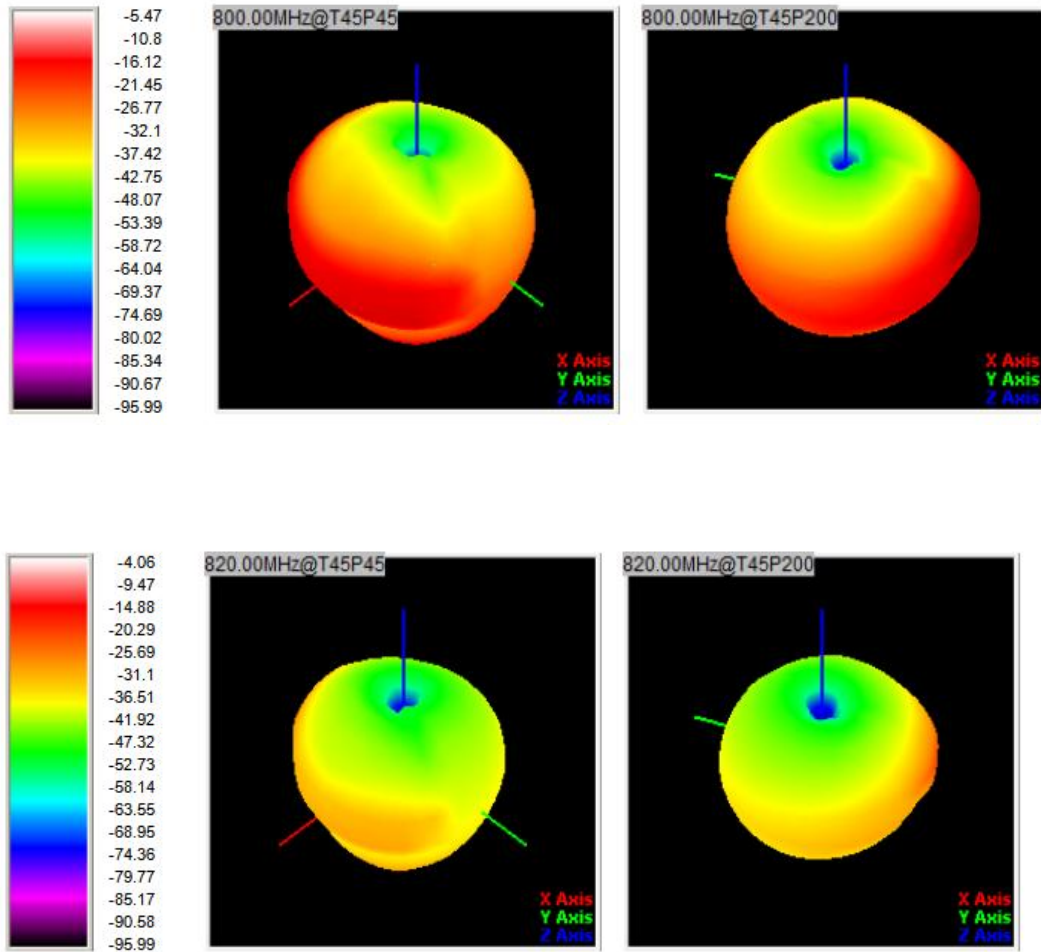 -5.47
-10.8
-16.12
-21.45
-26.77
-32.1
-37.42
-42.75
-48.07
-53.39
-58.72
-64.04
-69.37
-74.69
-80.02
-85.34
-90.67
-95.99
800.00MHz@T45P45
X Axis
Y Axis
Z Axis
800.00MHz@T45P200
X Axis
Y Axis
Z Axis
-4.06
-9.47
-14.88
-20.29
-25.69
-31.1
-36.51
-41.92
-47.32
-52.73
-58.14
-63.55
-68.95
-74.36
-79.77
-85.17
-90.58
-95.99
820.00MHz@T45P45
X Axis
Y Axis
Z Axis
820.00MHz@T45P200
X Axis
Y Axis
Z Axis